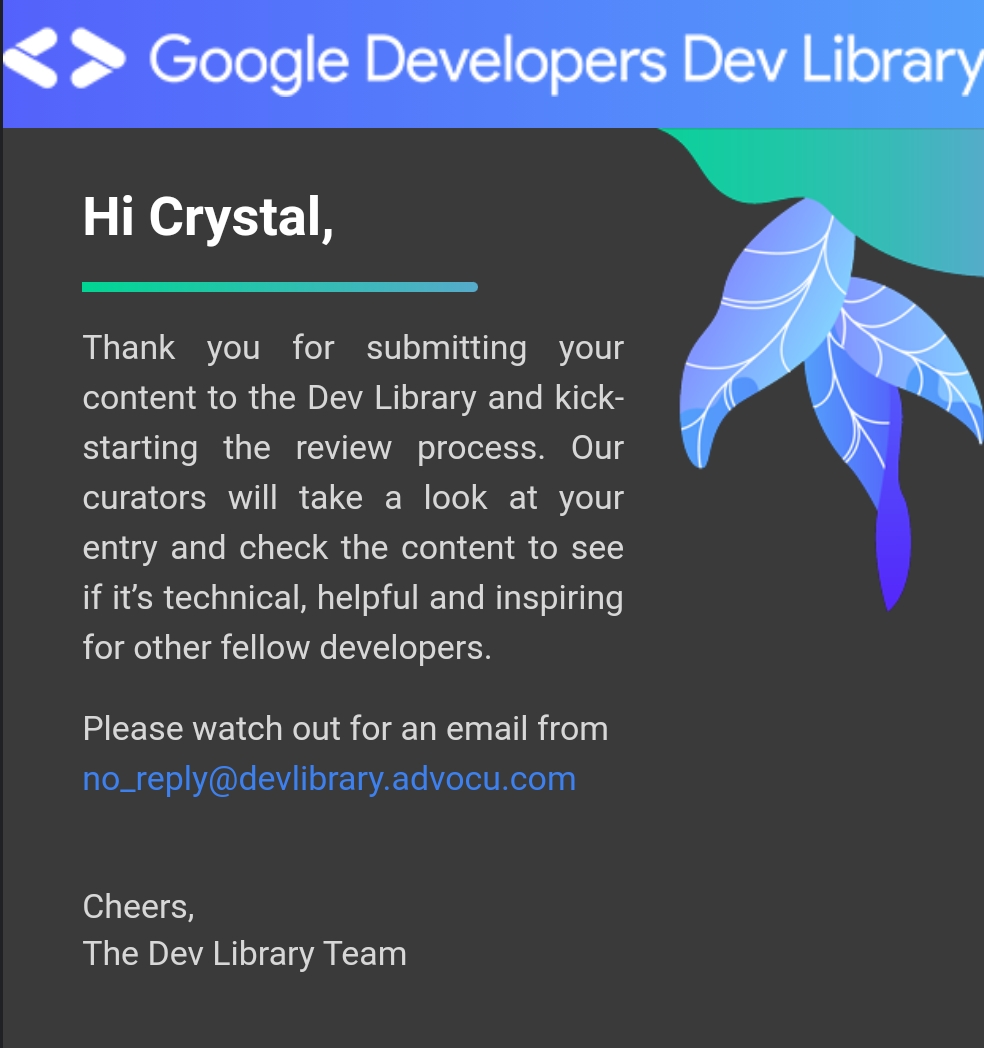 Google Developers Dev Library
Hi Crystal,
Thank you for submitting your
content to the Dev Library and kick-
starting the review process. Our
curators will take a look at your
entry and check the content to see
if it’s technical, helpful and inspiring
for other fellow developers.
Please watch out for an email from
no_reply@devlibrary.advocu.com
Cheers,
The Dev Library Team